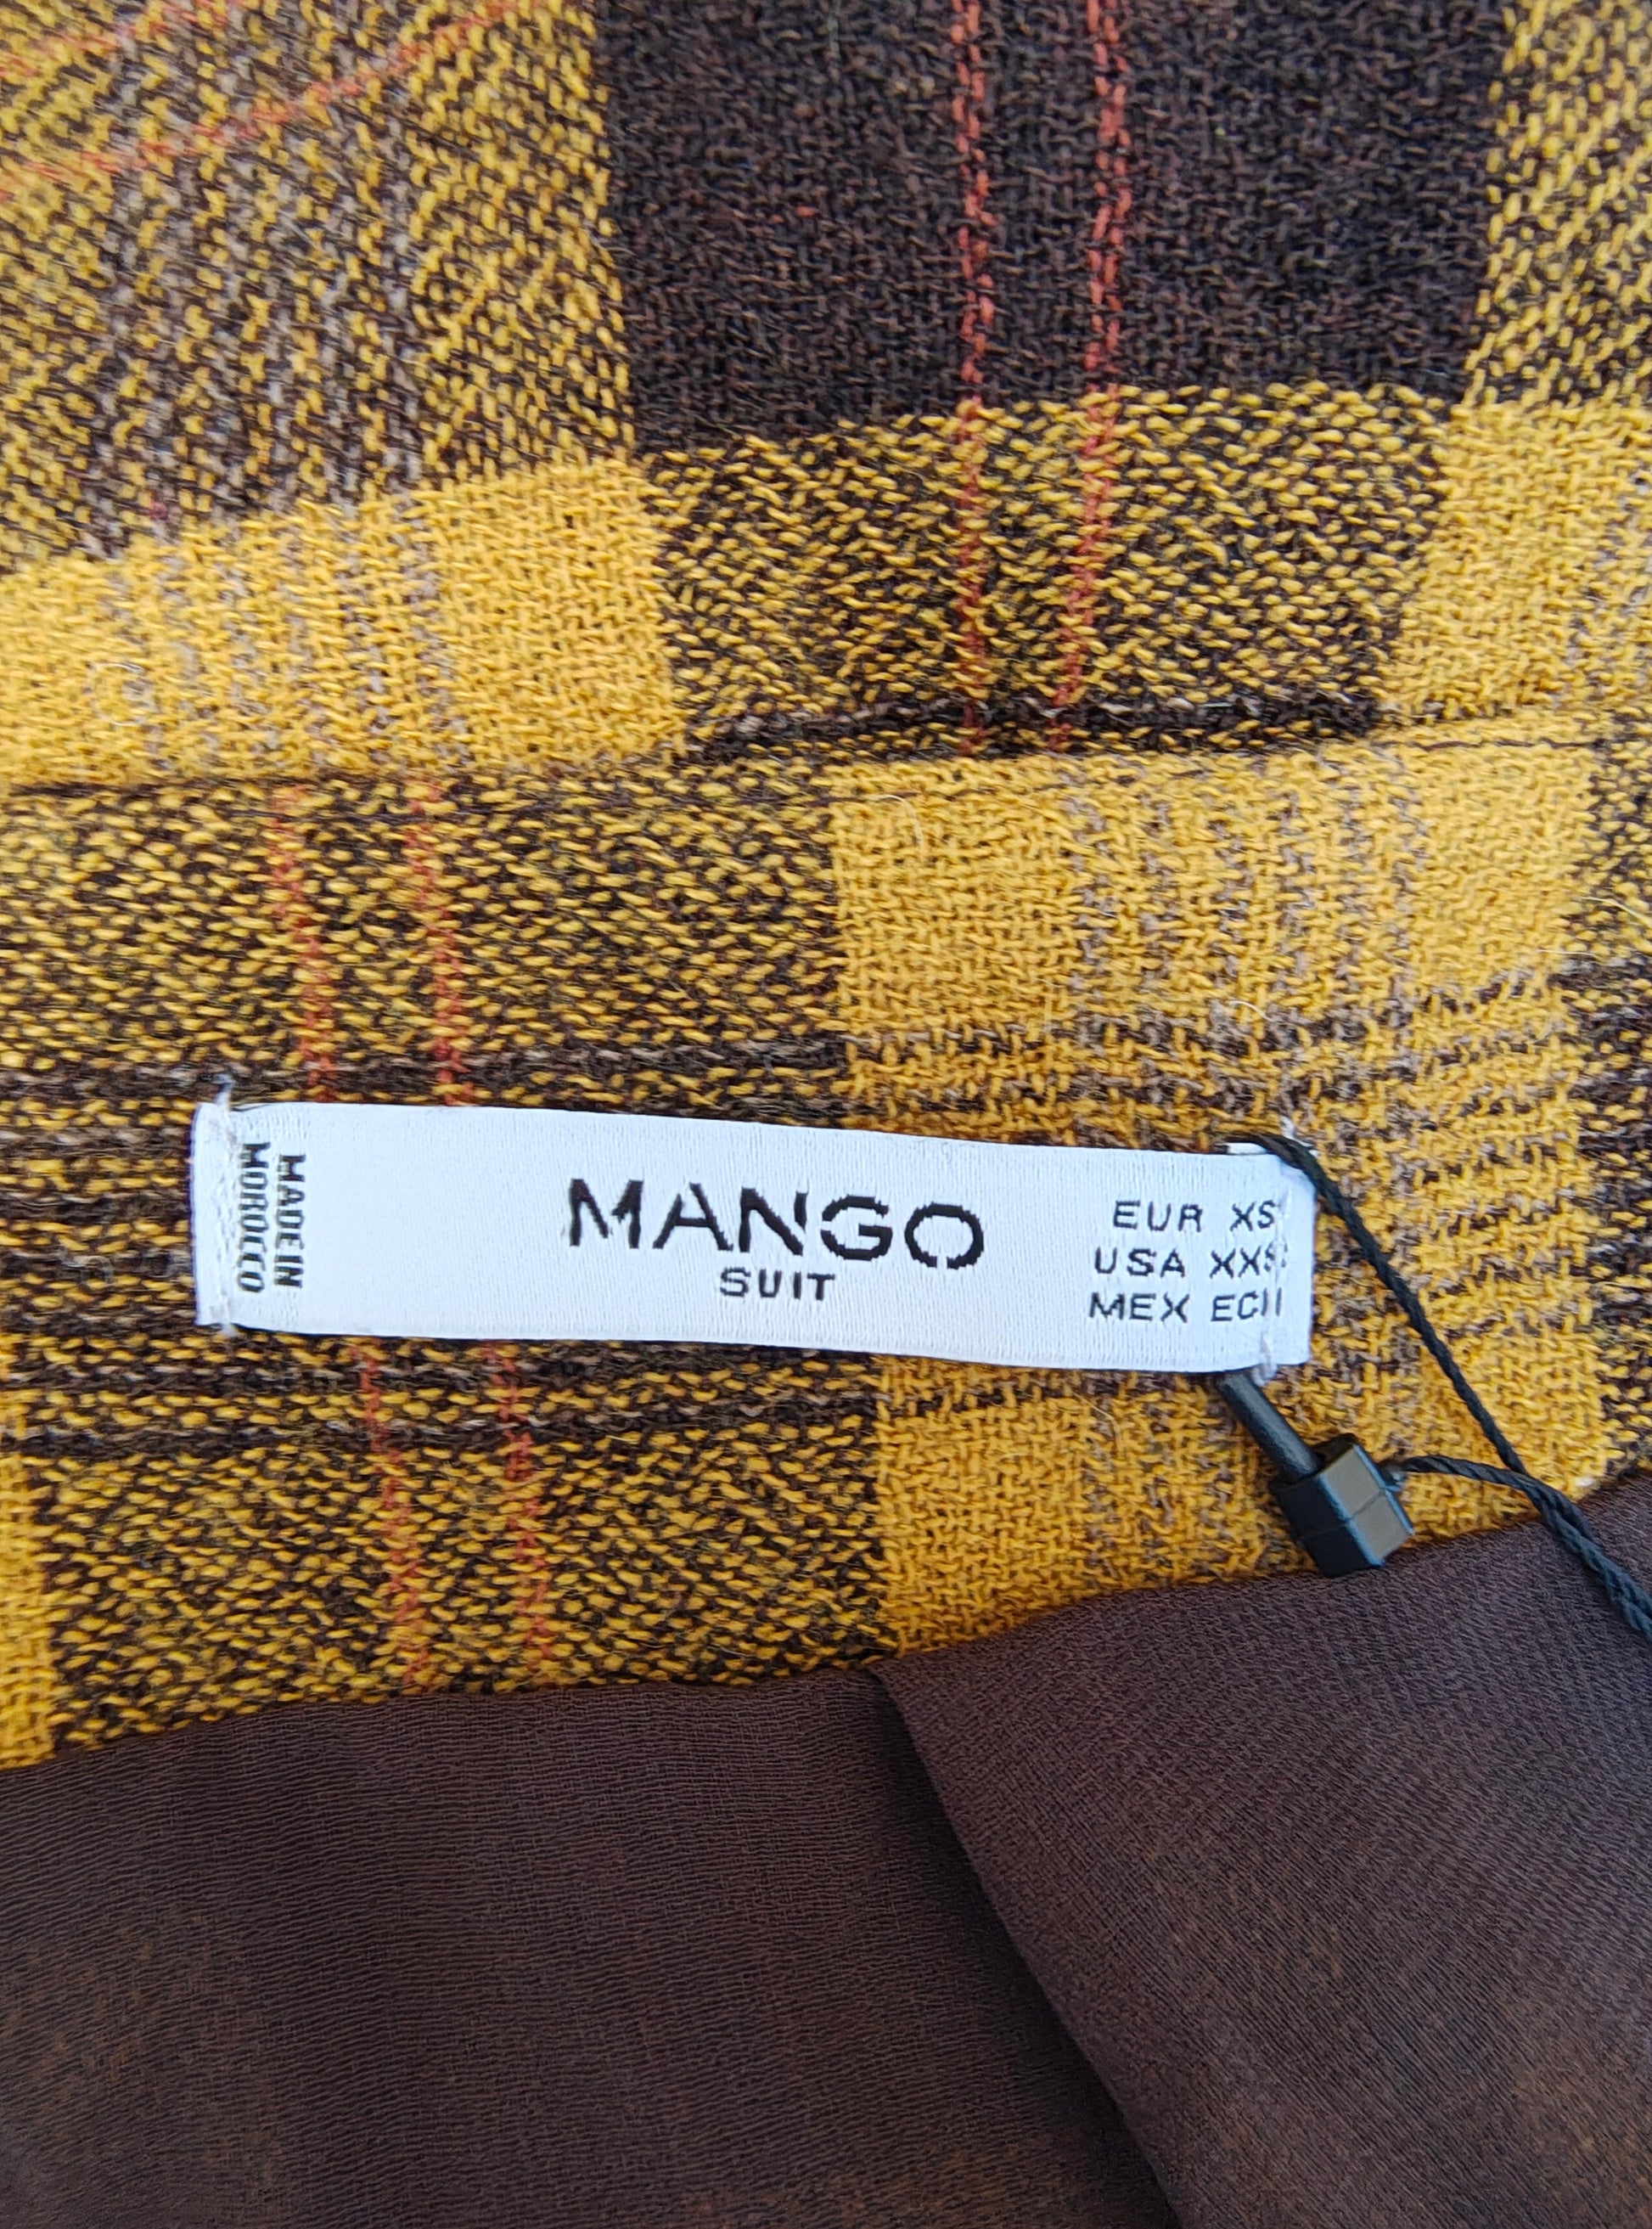 MADE IN
MOROCCO
MANGO
SUIT
EUR XS
USA XXS
MEX ECH